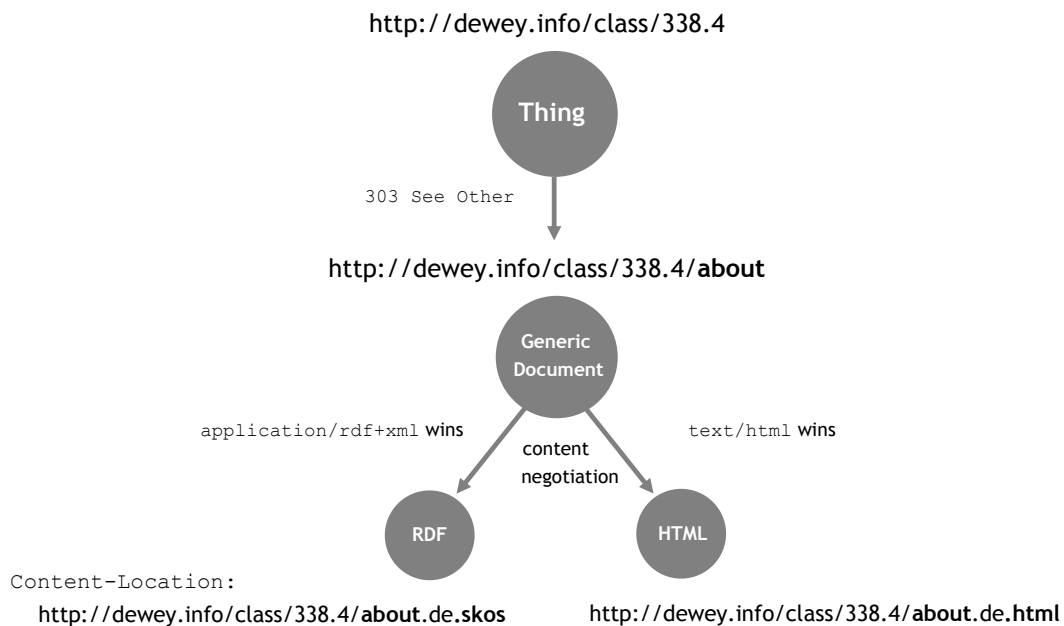 http://dewey.info/class/338.4
Thing
303 See Other
http://dewey.info/class/338.4/about
Generic
Document
application/rdf+xml wins
text/html wins
content
negotiation
RDF
HTML
Content-Location:
http://dewey.info/class/338.4/about.de.skos
http://dewey.info/class/338.4/about.de.html